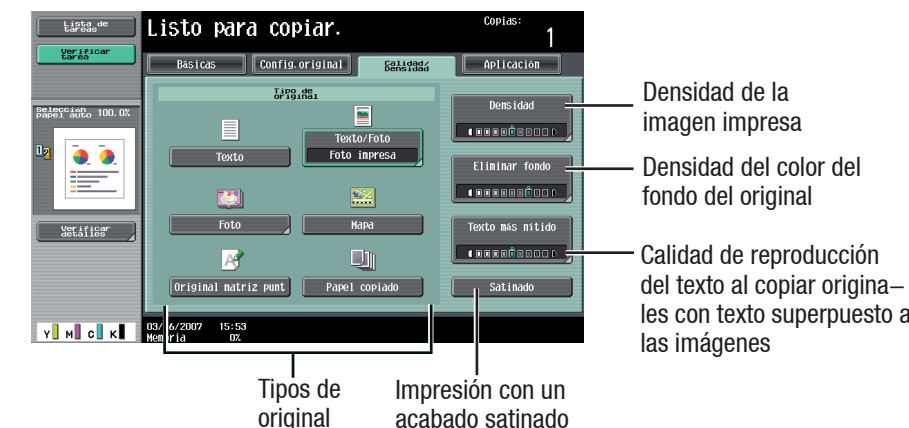 Lista de
tareas
Listo para copiar.
Copias:
1
Verificar
tarea
Básicas
Config.original
Calidad/
Densidad
Aplicación
Tipo de
original
Selección
papel auto 100.0%
Texto
Texto/Foto
Foto impresa
Foto
Mapa
Original matriz punt
Papel copiado
Densidad
Eliminar fondo
Texto más nítido
Satinado
Verificar
detalles
Y M C K
15:53
Memoria 0%
Densidad de la
imagen impresa
Densidad del color del
fondo del original
Calidad de reproducción
del texto al copiar origina–
les con texto superpuesto a
las imágenes
Tipos de
original
Impresión con un
acabado satinado